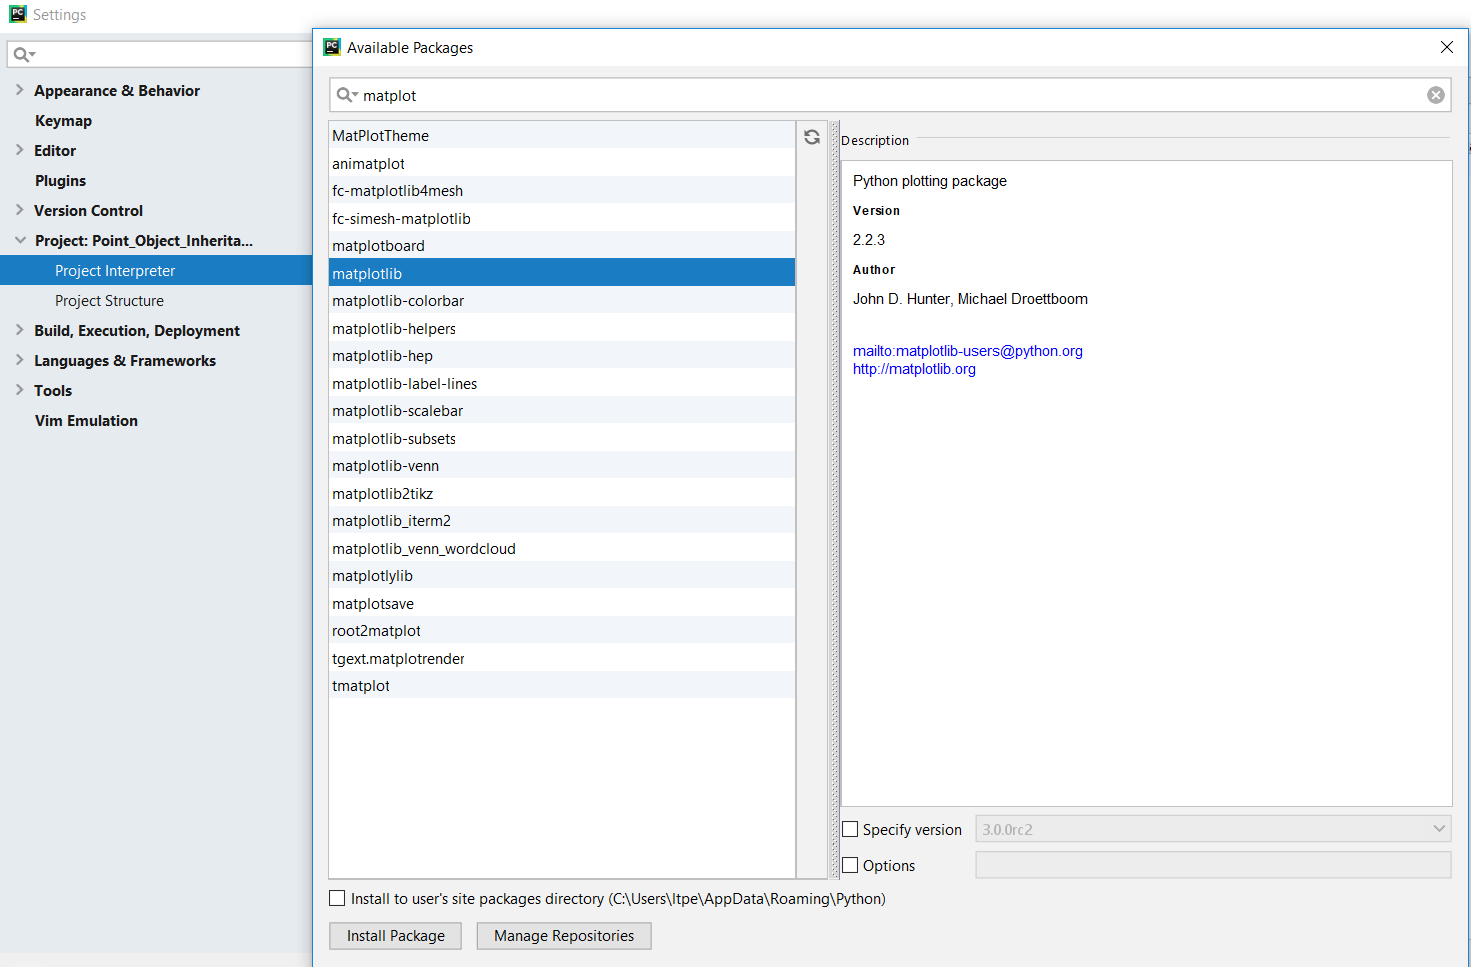 Settings
Appearance & Behavior
Keymap
Editor
Plugins
Version Control
Project: Point_Object_Inherita...
Project Interpreter
Project Structure
Build, Execution, Deployment
Languages & Frameworks
Tools
Vim Emulation
Available Packages
matplot
MatPlotTheme
animatplot
fc-matplotlib4mesh
fc-simesh-matplotlib
matplotboard
matplotlib
matplotlib-colorbar
matplotlib-helpers
matplotlib-hep
matplotlib-label-lines
matplotlib-scalebar
matplotlib-subsets
matplotlib-venn
matplotlib2tikz
matplotlib_iterm2
matplotlib_venn_wordcloud
matplotlylib
matplotsave
root2matplot
tgext.matplotrender
tmatplot
Description
Python plotting package
Version
2.2.3
Author
John D. Hunter, Michael Droettboom
mailto:matplotlib-users@python.org
http://matplotlib.org
Specify version 3.0.0rc2
Options
Install to user's site packages directory (C:\Users\Itpe\AppData\Roaming\Python)
Install Package Manage Repositories